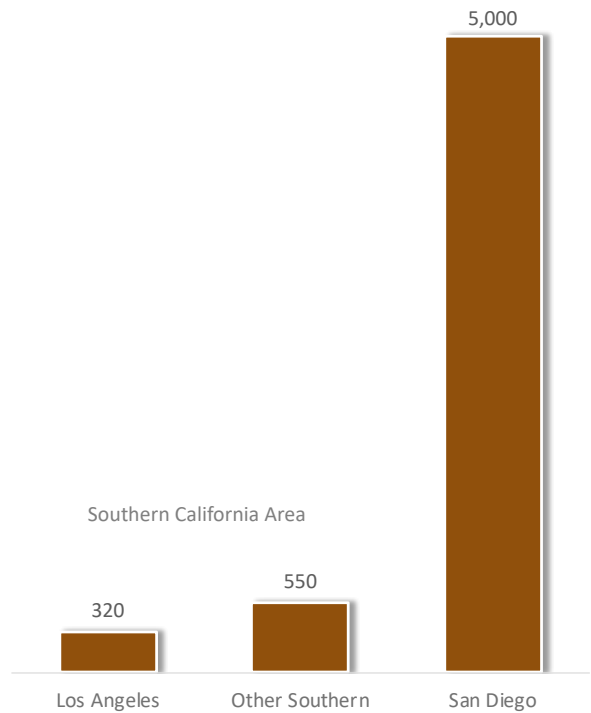 5,000
Southern California Area
550
320
Los Angeles
Other Southern
San Diego